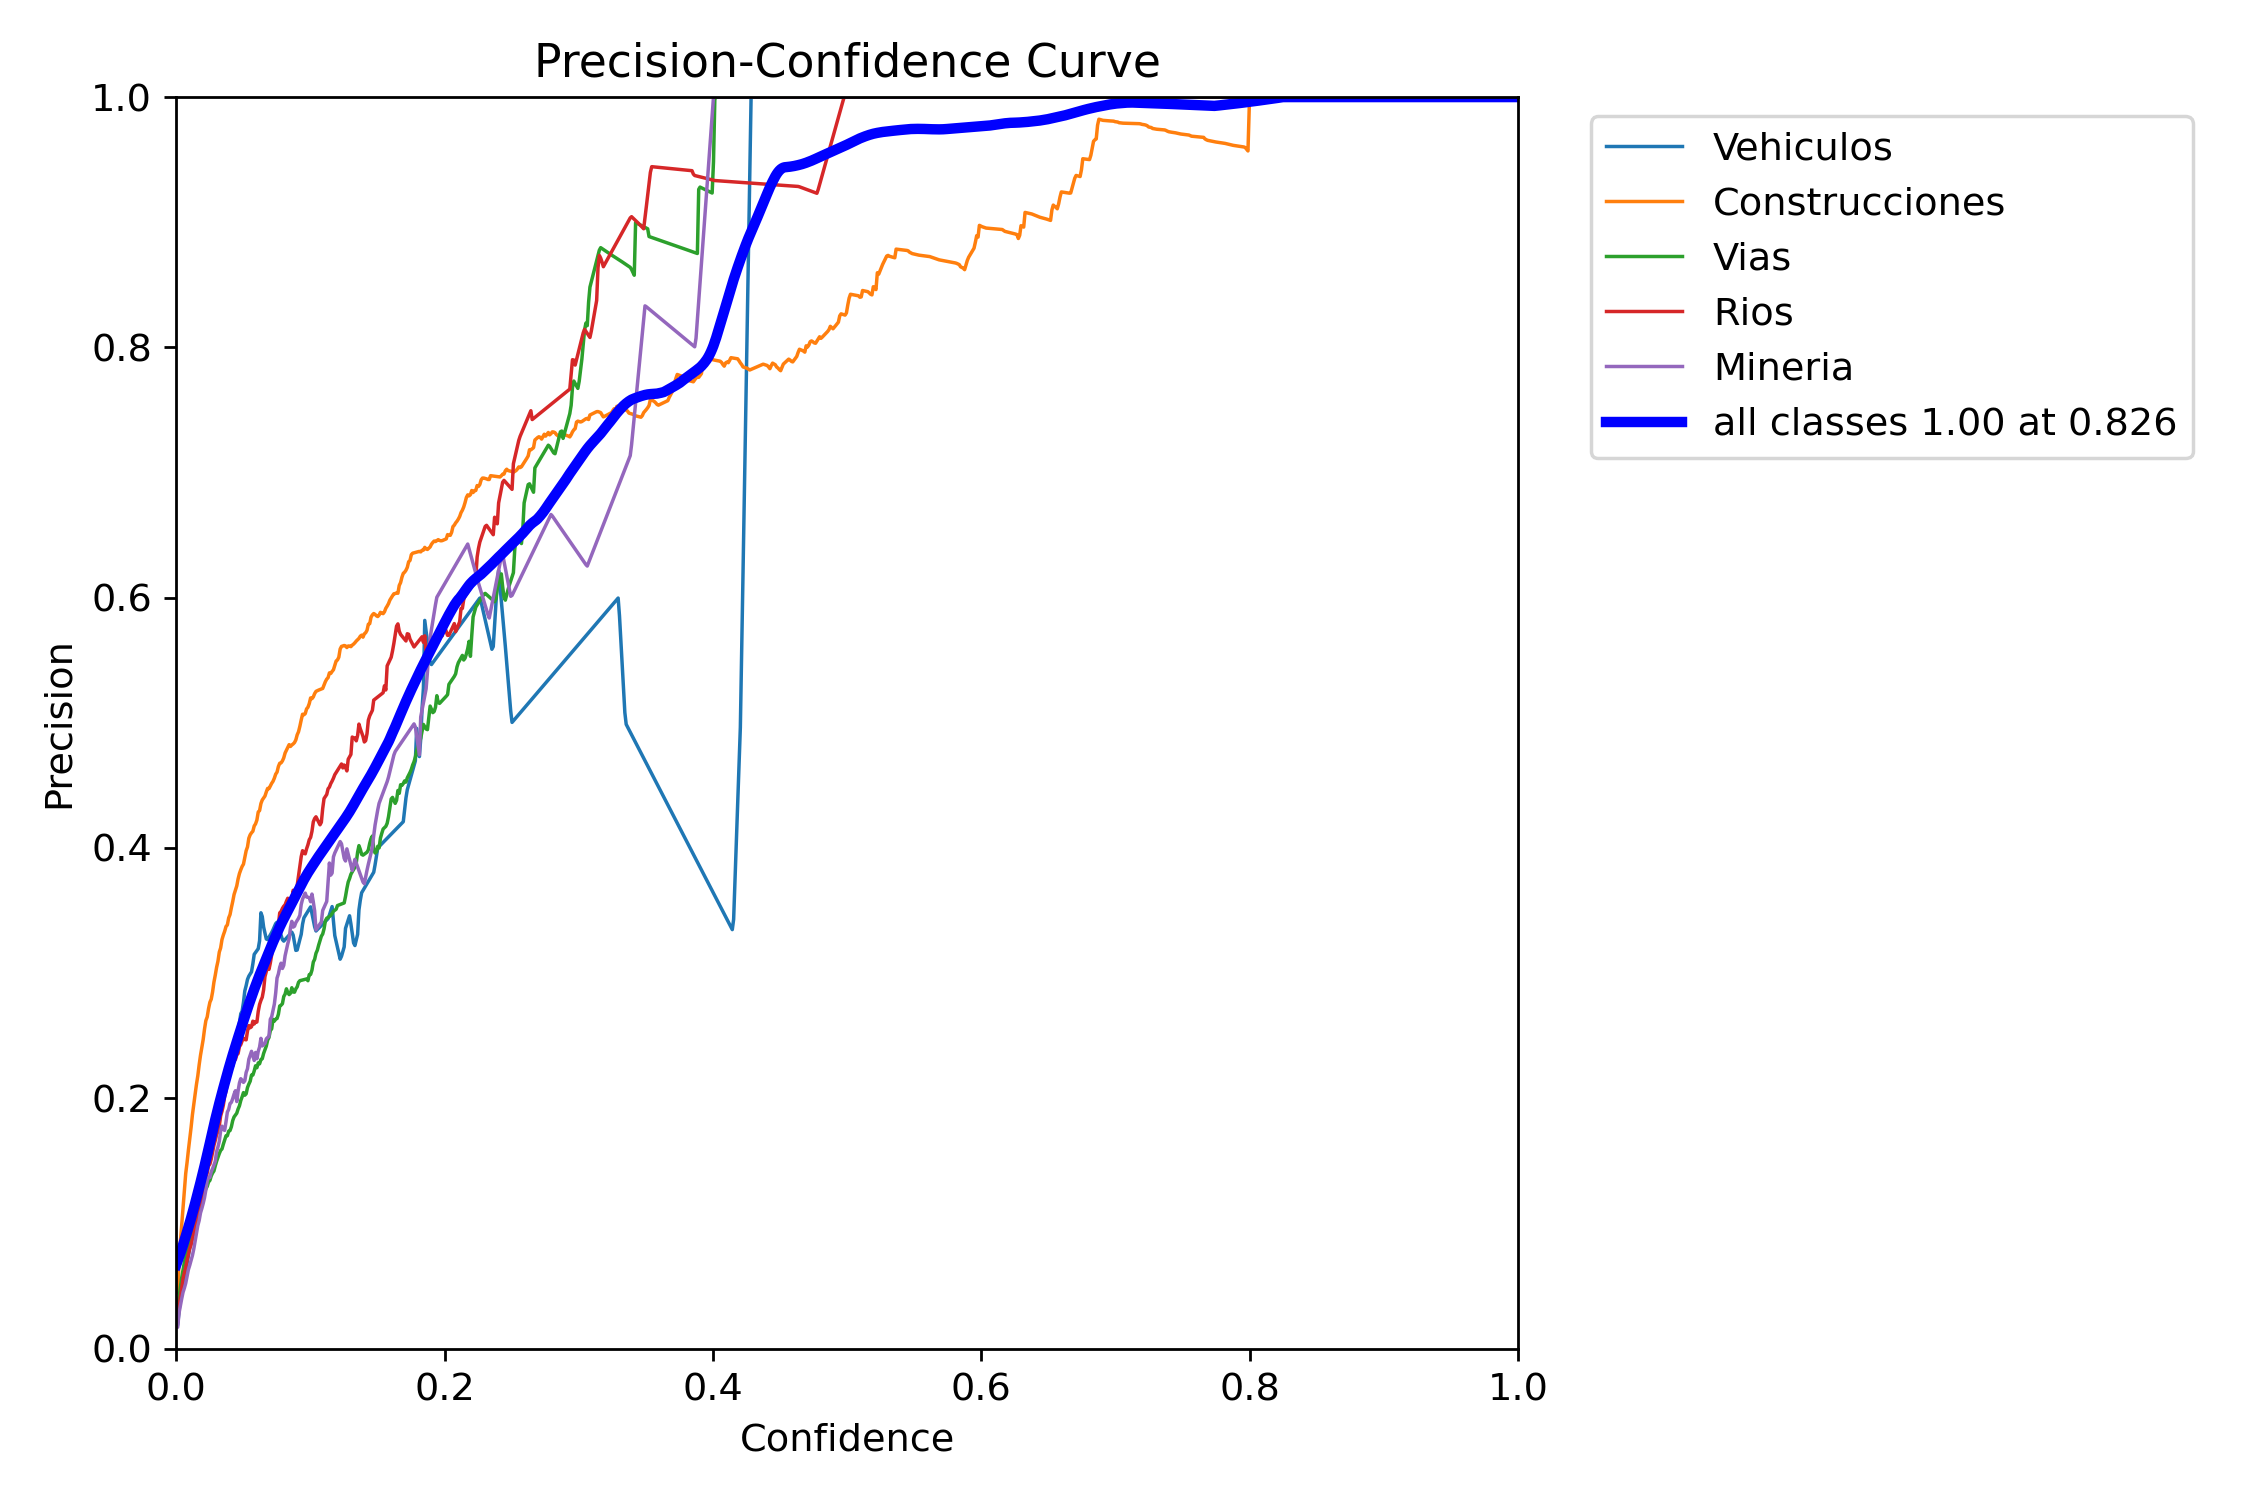 Precision-Confidence Curve
1.0
0.8
0.6
0.4
0.2
0.0
Precision
0.0 0.2 0.4 0.6 0.8 1.0
Confidence
Vehiculos
Construcciones
Vias
Rios
Mineria
all classes 1.00 at 0.826